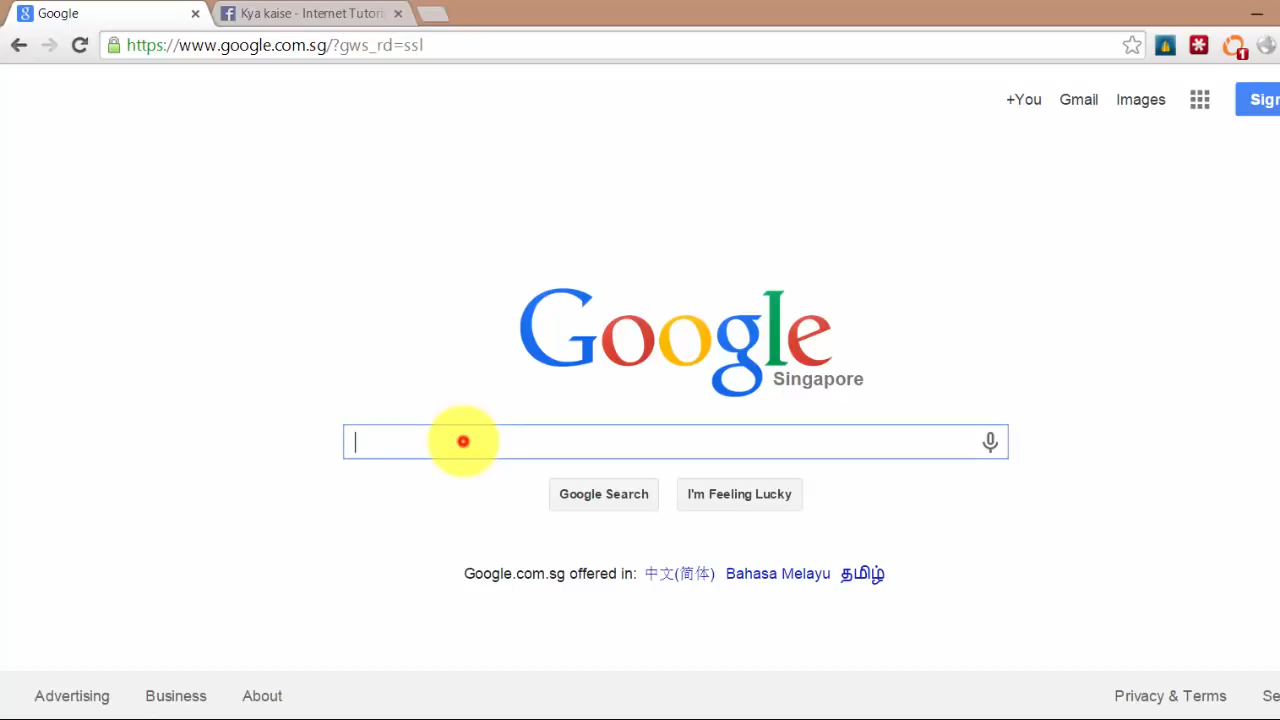 Google
Kya kaise - Internet Tutori
https://www.google.com.sg/?gws_rd=ssl
1
+You Gmail Images Sign
Google
Singapore
Google Search I'm Feeling Lucky
Google.com.sg offered in: 中文(简体) Bahasa Melayu தமிழ்
Advertising Business About Privacy & Terms Se